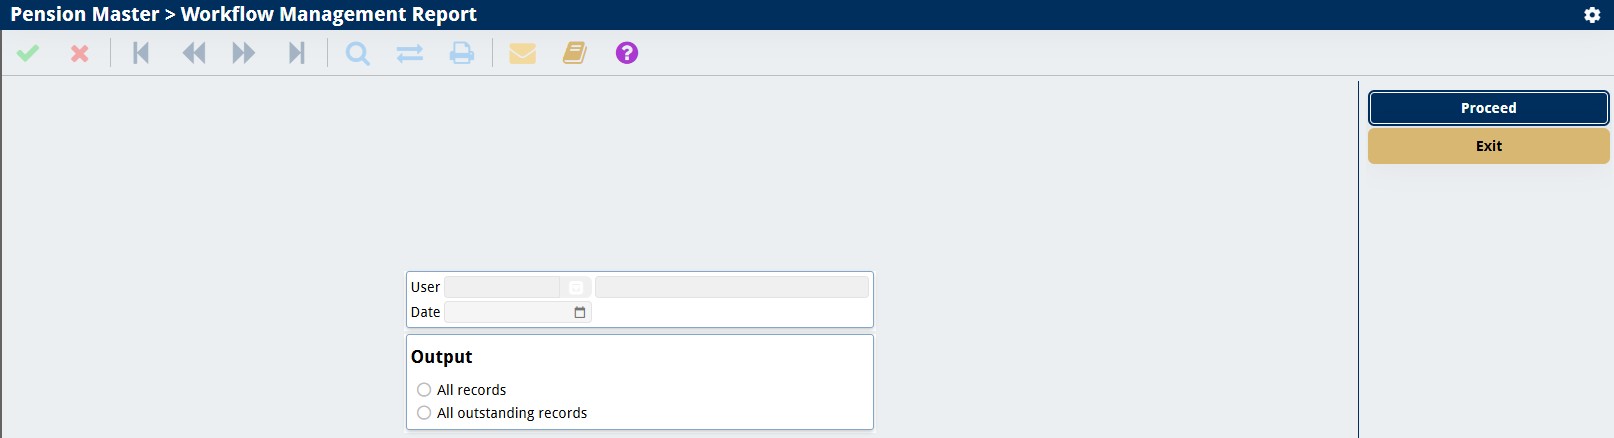 Pension Master > Workflow Management Report
?
Proceed
Exit
User
Date
Output
All records
All outstanding records